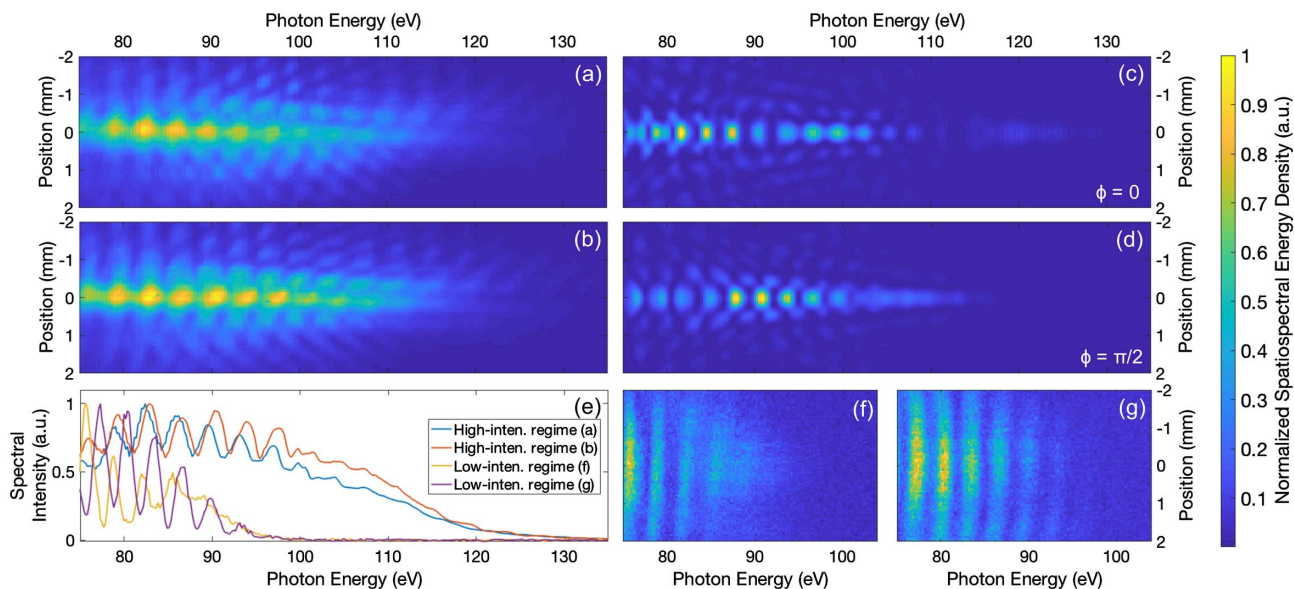 Photon Energy (eV)
80 90 100 110 120 130
Photon Energy (eV)
80 90 100 110 120 130
Position (mm)
-2
-1
0
1
2
(a)
(c)
ϕ = 0
-2
-1
0
1
2
Position (mm)
Position (mm)
-2
-1
0
1
2
(b)
(d)
ϕ = π/2
-2
-1
0
1
2
Position (mm)
Spectral
Intensity (a.u.)
1
0.5
0
(e)
High-inten. regime (a)
High-inten. regime (b)
Low-inten. regime (f)
Low-inten. regime (g)
80 90 100 110 120 130
Photon Energy (eV)
(f)
80 90 100
Photon Energy (eV)
(g)
80 90 100
Photon Energy (eV)
-2
-1
0
1
2
Position (mm)
1
0.9
0.8
0.7
0.6
0.5
0.4
0.3
0.2
0.1
Normalized Spatiospectral Energy Density (a.u.)